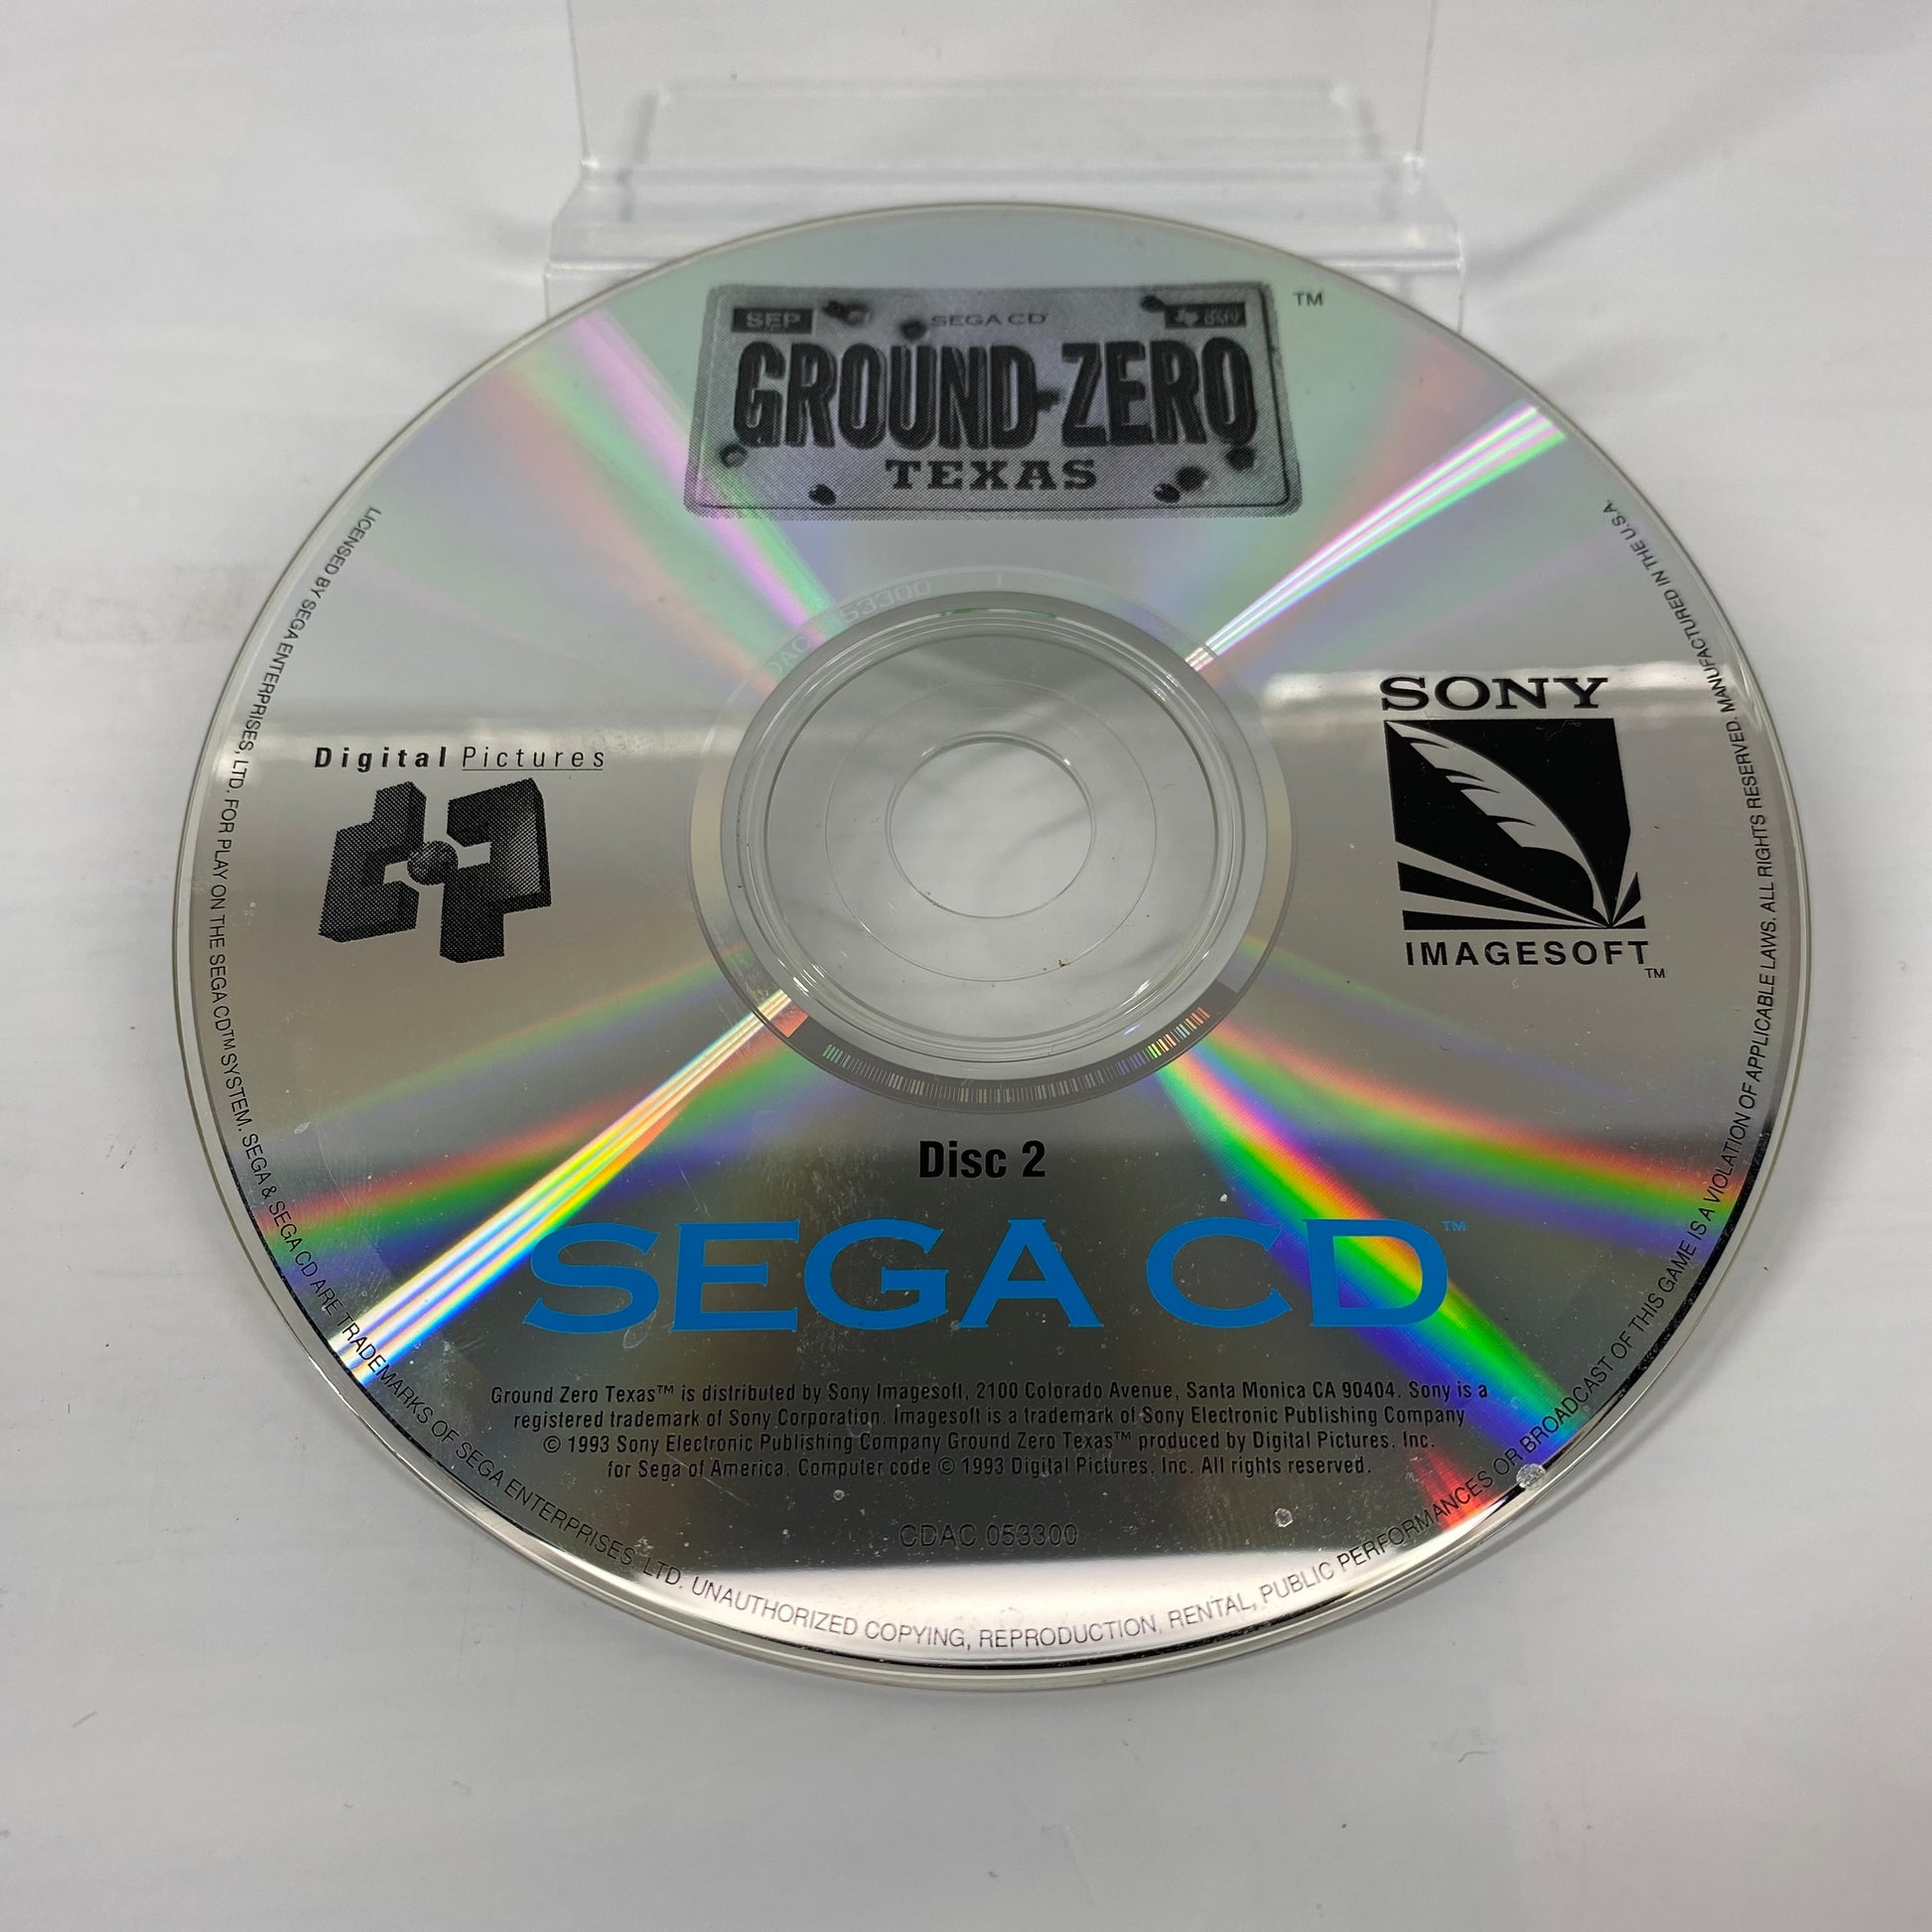 SEP
SEGA CD
GROUND ZERO
TEXAS
TM
Digital Pictures
SONY
IMAGESOFT
TM
Disc 2
SEGA CD™
Ground Zero Texas™ is distributed by Sony Imagesoft, 2100 Colorado Avenue, Santa Monica CA 90404. Sony is a
registered trademark of Sony Corporation. Imagesoft is a trademark of Sony Electronic Publishing Company
© 1993 Sony Electronic Publishing Company Ground Zero Texas™ produced by Digital Pictures, Inc.
for Sega of America. Computer code © 1993 Digital Pictures, Inc. All rights reserved.
CDAC 053300
LICENSED BY SEGA ENTERPRISES, LTD. FOR PLAY ON THE SEGA CD™ SYSTEM. SEGA & SEGA CD ARE TRADEMARKS OF SEGA ENTERPRISES, LTD. UNAUTHORIZED COPYING, REPRODUCTION, RENTAL, PUBLIC PERFORMANCES OR BROADCAST OF THIS GAME IS A VIOLATION OF APPLICABLE LAWS. ALL RIGHTS RESERVED. MANUFACTURED IN THE U.S.A.